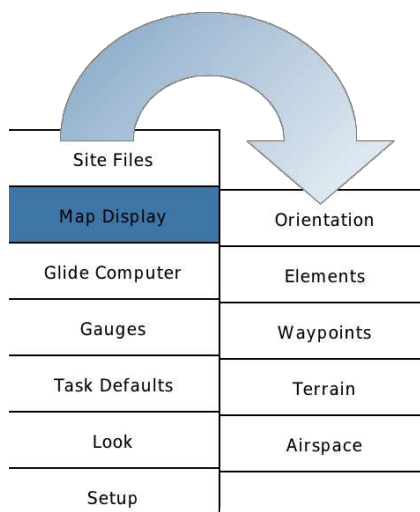 Site Files
Map Display
Glide Computer
Gauges
Task Defaults
Look
Setup
Orientation
Elements
Waypoints
Terrain
Airspace